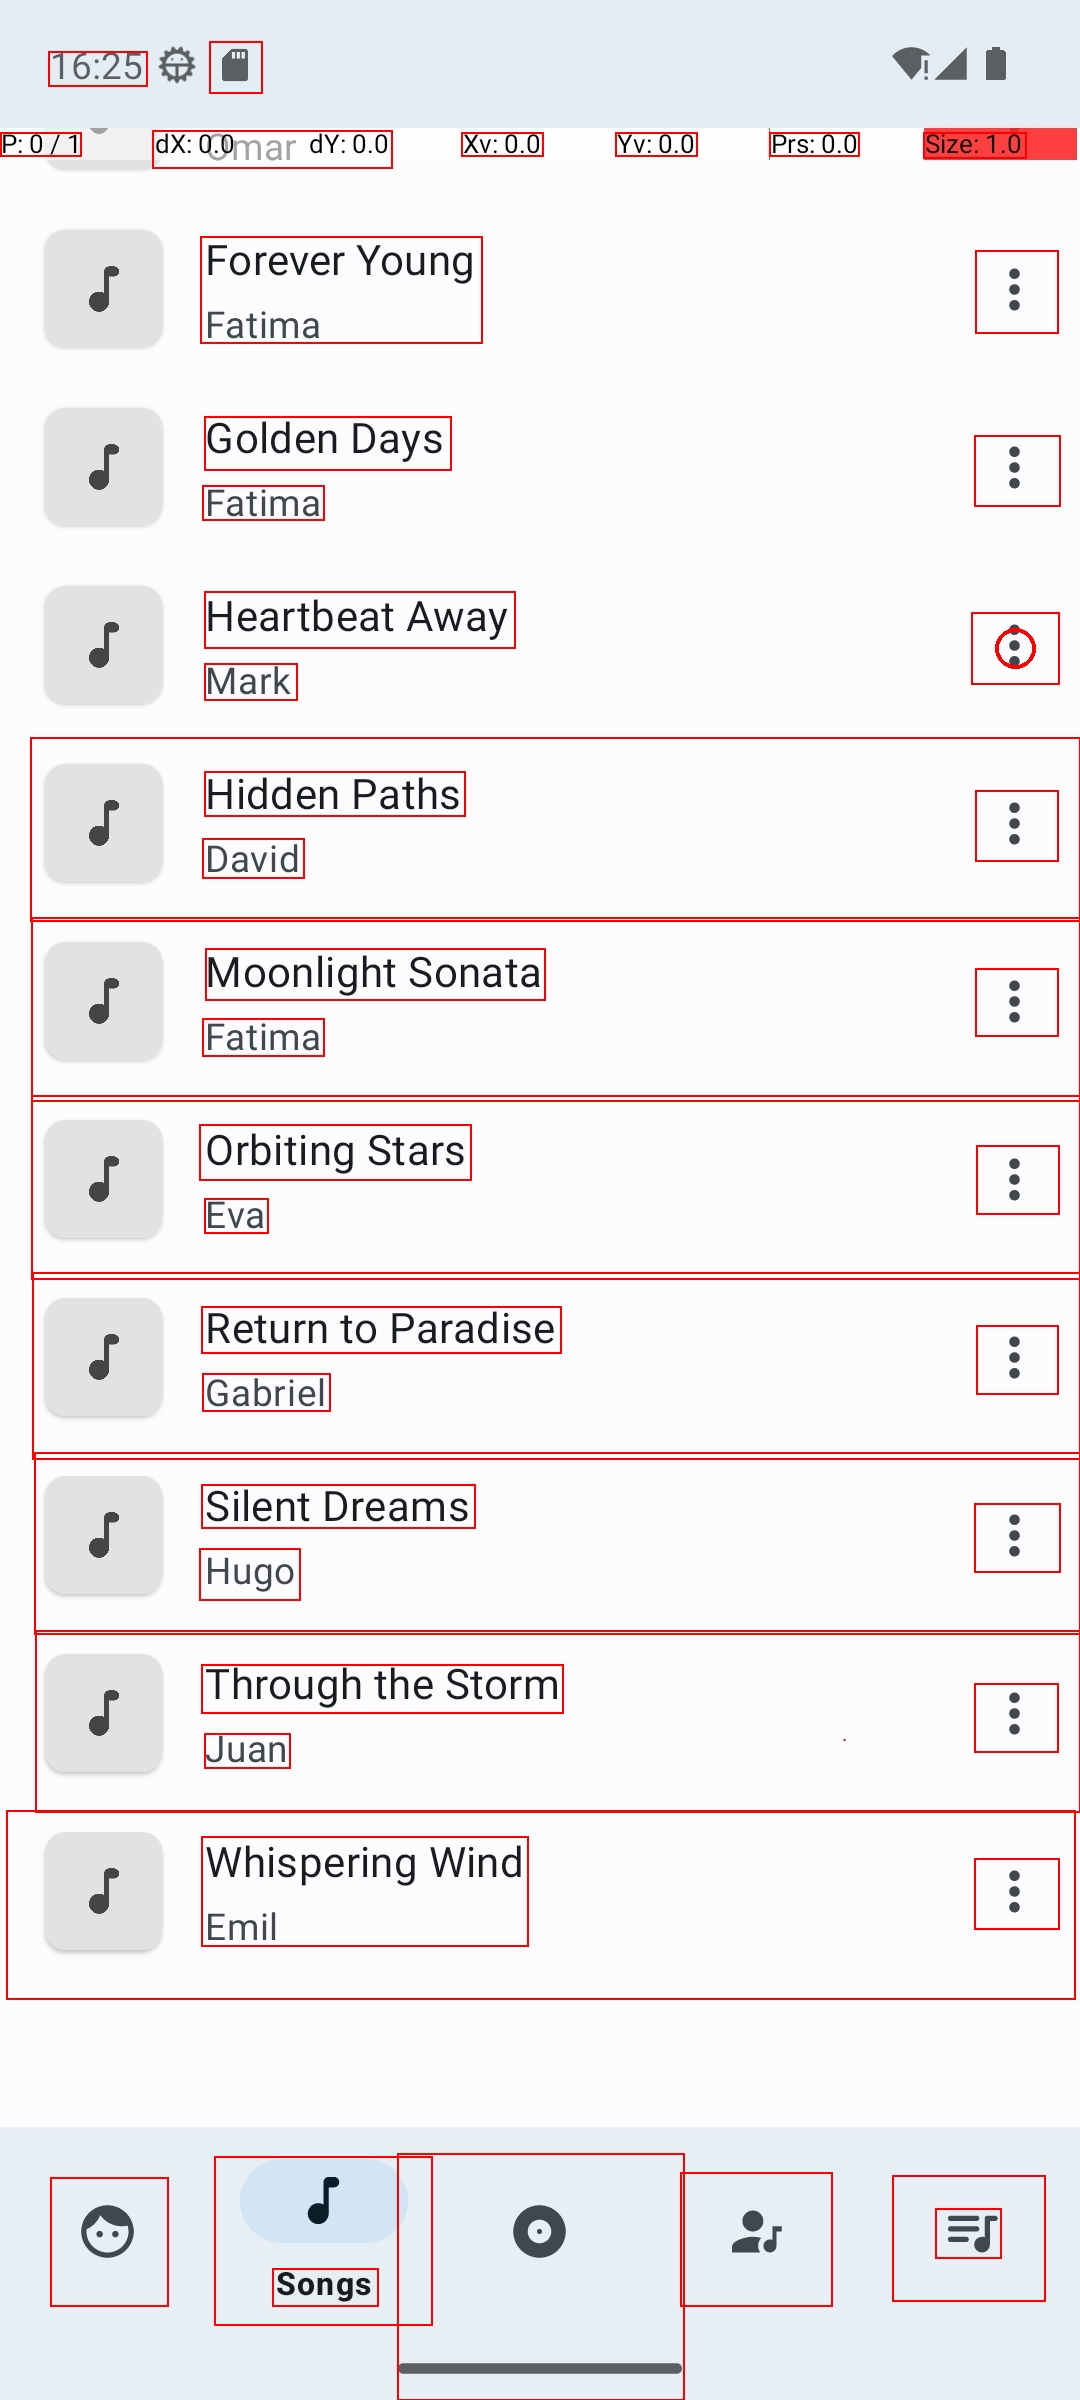 16:25
P: 0 / 1 dX: 0.0 dY: 0.0 Xv: 0.0 Yv: 0.0 Prs: 0.0 Size: 1.0
Omar
Forever Young
Fatima
Golden Days
Fatima
Heartbeat Away
Mark
Hidden Paths
David
Moonlight Sonata
Fatima
Orbiting Stars
Eva
Return to Paradise
Gabriel
Silent Dreams
Hugo
Through the Storm
Juan
Whispering Wind
Emil
Songs